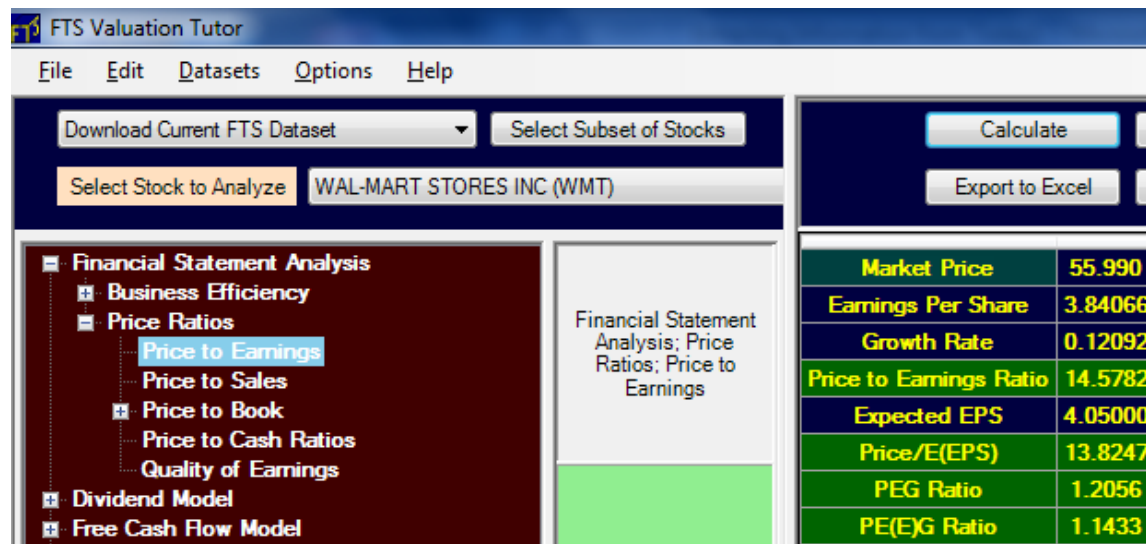 FTS FTS Valuation Tutor
File Edit Datasets Options Help
Download Current FTS Dataset Select Subset of Stocks
Calculate
Select Stock to Analyze WAL-MART STORES INC (WMT)
Export to Excel
Financial Statement Analysis
Business Efficiency
Price Ratios
Price to Earnings
Price to Sales
Price to Book
Price to Cash Ratios
Quality of Earnings
Dividend Model
Free Cash Flow Model
Financial Statement
Analysis; Price
Ratios; Price to
Earnings
Market Price 55.990
Earnings Per Share 3.84066
Growth Rate 0.12092
Price to Earnings Ratio 14.5782
Expected EPS 4.05000
Price/E(EPS) 13.8247
PEG Ratio 1.2056
PE(E)G Ratio 1.1433